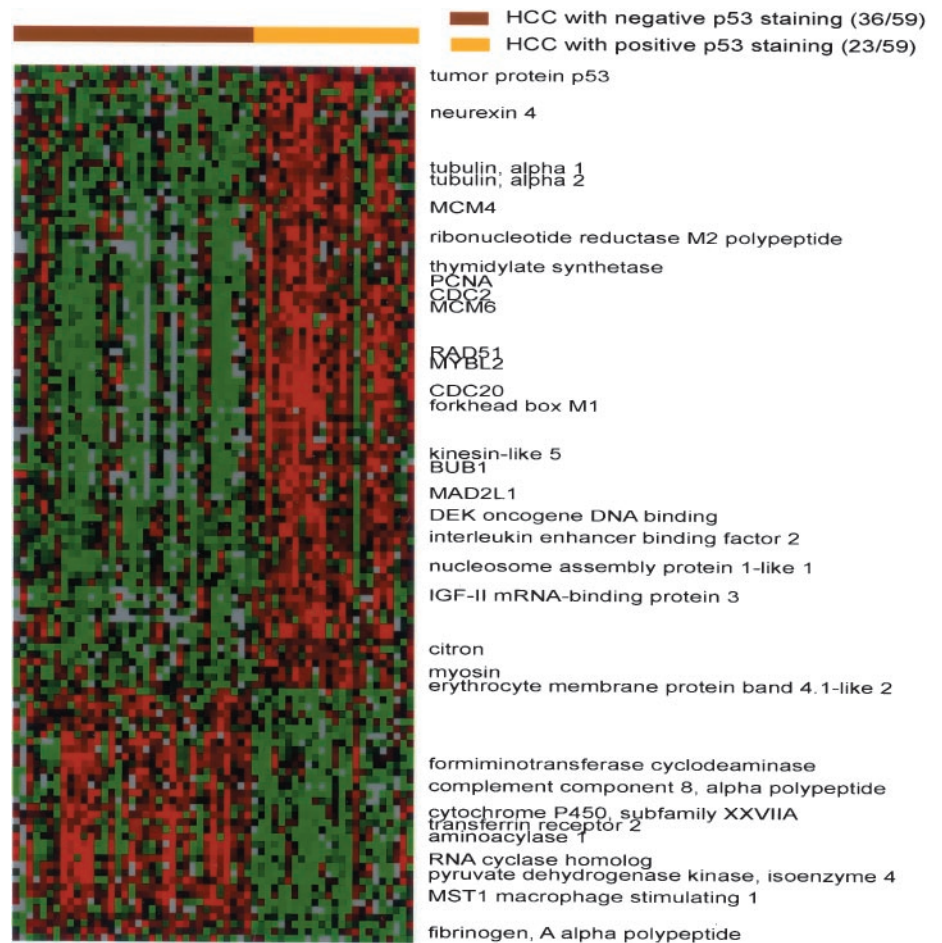 HCC with negative p53 staining (36/59)
HCC with positive p53 staining (23/59)
tumor protein p53
neurexin 4
tubulin, alpha 1
tubulin, alpha 2
MCM4
ribonucleotide reductase M2 polypeptide
thymidylate synthetase
PCNA
CDC2
MCM6
RAD51
MYBL2
CDC20
forkhead box M1
kinesin-like 5
BUB1
MAD2L1
DEK oncogene DNA binding
interleukin enhancer binding factor 2
nucleosome assembly protein 1-like 1
IGF-II mRNA-binding protein 3
citron
myosin
erythrocyte membrane protein band 4.1-like 2
formiminotransferase cyclodeaminase
complement component 8, alpha polypeptide
cytochrome P450, subfamily XXVIIA
transferrin receptor 2
aminoacylase 1
RNA cyclase homolog
pyruvate dehydrogenase kinase, isoenzyme 4
MST1 macrophage stimulating 1
fibrinogen, A alpha polypeptide